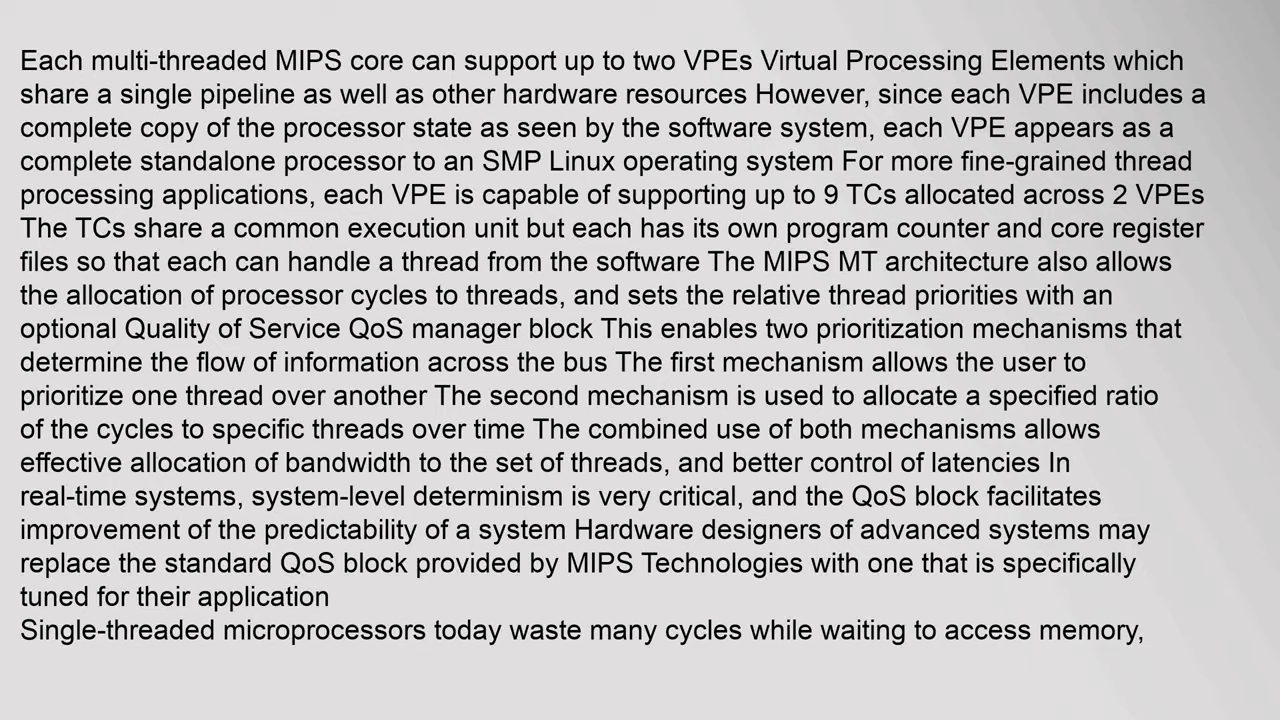 Each multi-threaded MIPS core can support up to two VPEs Virtual Processing Elements which
share a single pipeline as well as other hardware resources However, since each VPE includes a
complete copy of the processor state as seen by the software system, each VPE appears as a
complete standalone processor to an SMP Linux operating system For more fine-grained thread
processing applications, each VPE is capable of supporting up to 9 TCs allocated across 2 VPEs
The TCs share a common execution unit but each has its own program counter and core register
files so that each can handle a thread from the software The MIPS MT architecture also allows
the allocation of processor cycles to threads, and sets the relative thread priorities with an
optional Quality of Service QoS manager block This enables two prioritization mechanisms that
determine the flow of information across the bus The first mechanism allows the user to
prioritize one thread over another The second mechanism is used to allocate a specified ratio
of the cycles to specific threads over time The combined use of both mechanisms allows
effective allocation of bandwidth to the set of threads, and better control of latencies In
real-time systems, system-level determinism is very critical, and the QoS block facilitates
improvement of the predictability of a system Hardware designers of advanced systems may
replace the standard QoS block provided by MIPS Technologies with one that is specifically
tuned for their application
Single-threaded microprocessors today waste many cycles while waiting to access memory,